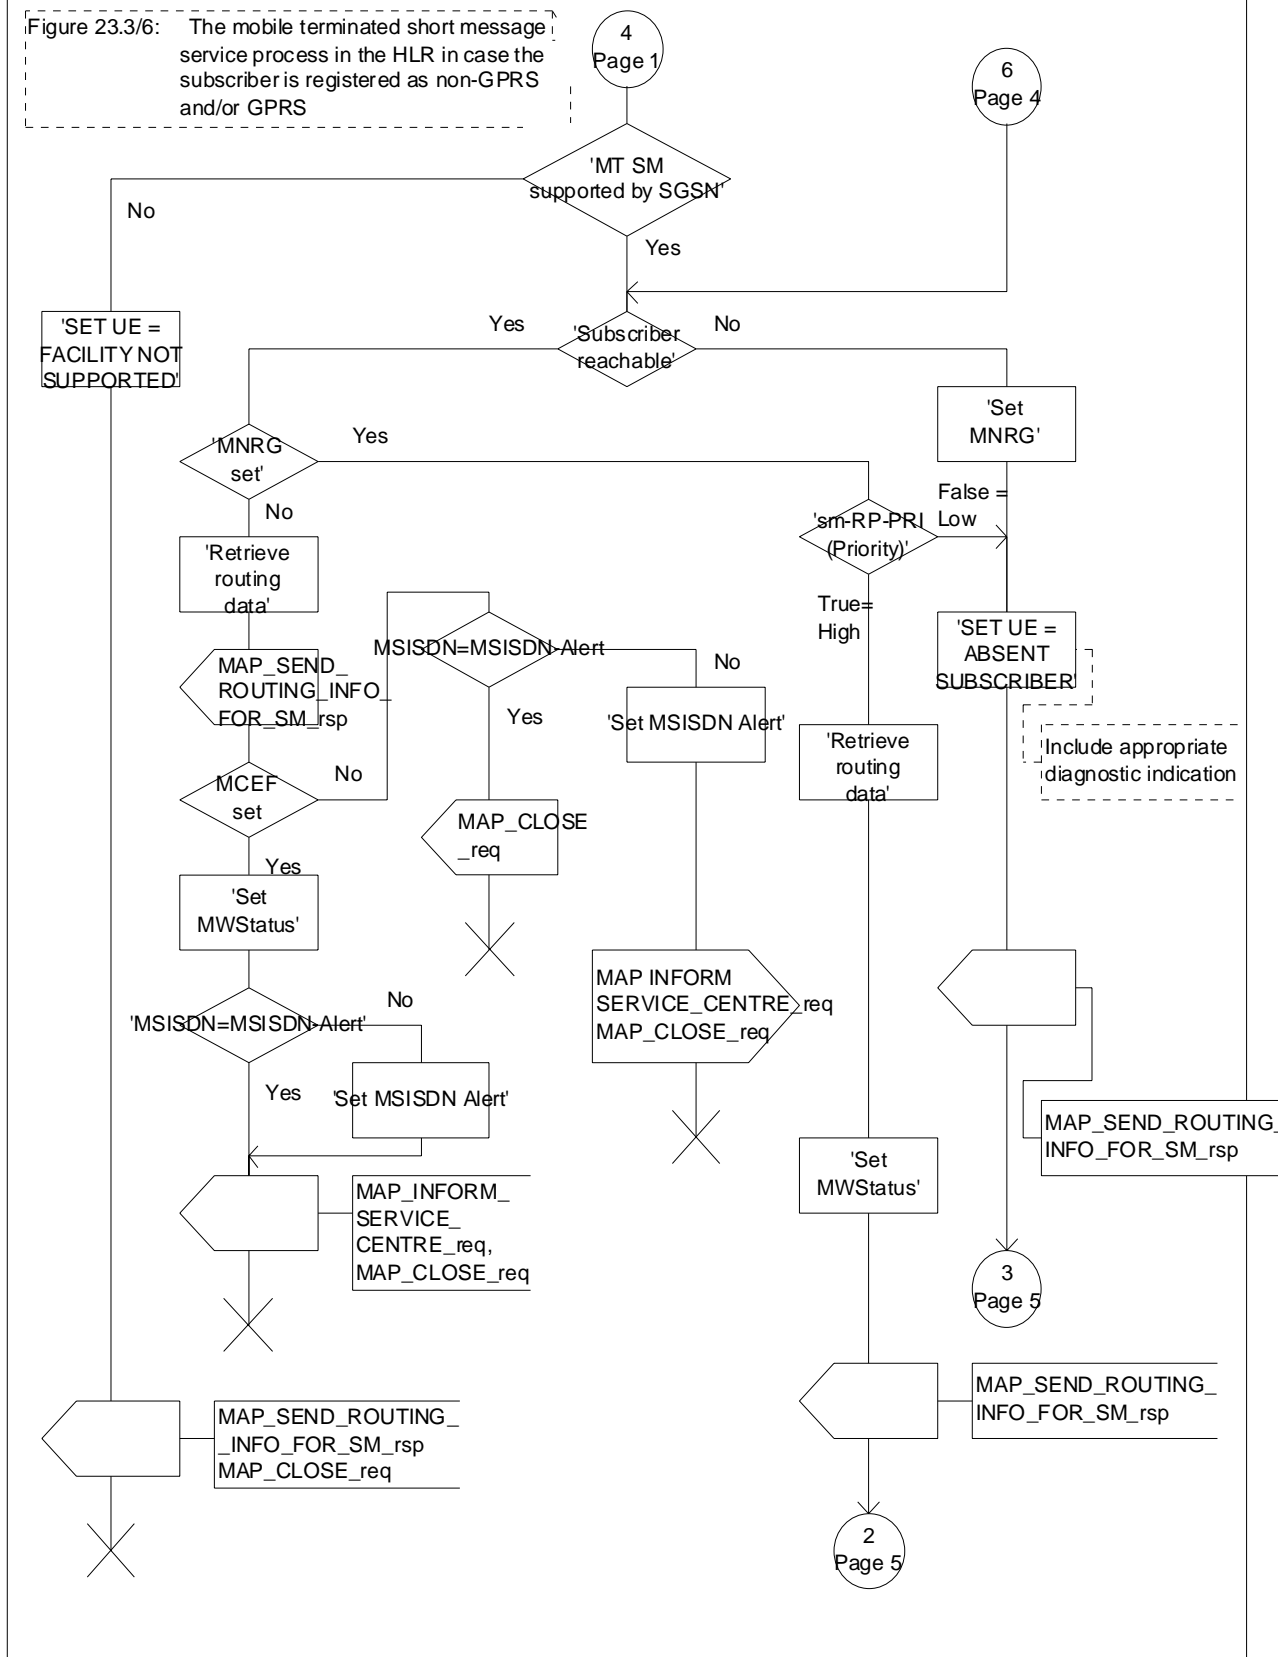 Figure 23.3/6: The mobile terminated short message
service process in the HLR in case the
subscriber is registered as non-GPRS
and/or GPRS
4
Page 1
6
Page 4
'MT SM
supported by SGSN'
No
Yes
'SET UE =
FACILITY NOT
SUPPORTED'
Yes
'Subscriber
reachable'
No
'Set
MNRG'
'MNRG
set'
Yes
No
False =
Low
'sm-RP-PRI
(Priority)'
True=
High
'Retrieve
routing
data'
MSISDN=MSISDN-Alert
No
Yes
'SET UE =
ABSENT
SUBSCRIBER'
MAP_SEND_
ROUTING_INFO_
FOR_SM_rsp
'Set MSISDN Alert'
'Retrieve
routing
data'
Include appropriate
diagnostic indication
MCEF
set
No
Yes
MAP_CLOSE
_req
'Set
MWStatus'
MAP INFORM
SERVICE_CENTRE_req
MAP_CLOSE_req
'MSISDN=MSISDN-Alert'
No
Yes
'Set MSISDN Alert'
MAP_SEND_ROUTING_
INFO_FOR_SM_rsp
'Set
MWStatus'
MAP_INFORM_
SERVICE_
CENTRE_req,
MAP_CLOSE_req
3
Page 5
MAP_SEND_ROUTING_
INFO_FOR_SM_rsp
MAP_SEND_ROUTING_
_INFO_FOR_SM_rsp
MAP_CLOSE_req
2
Page 5